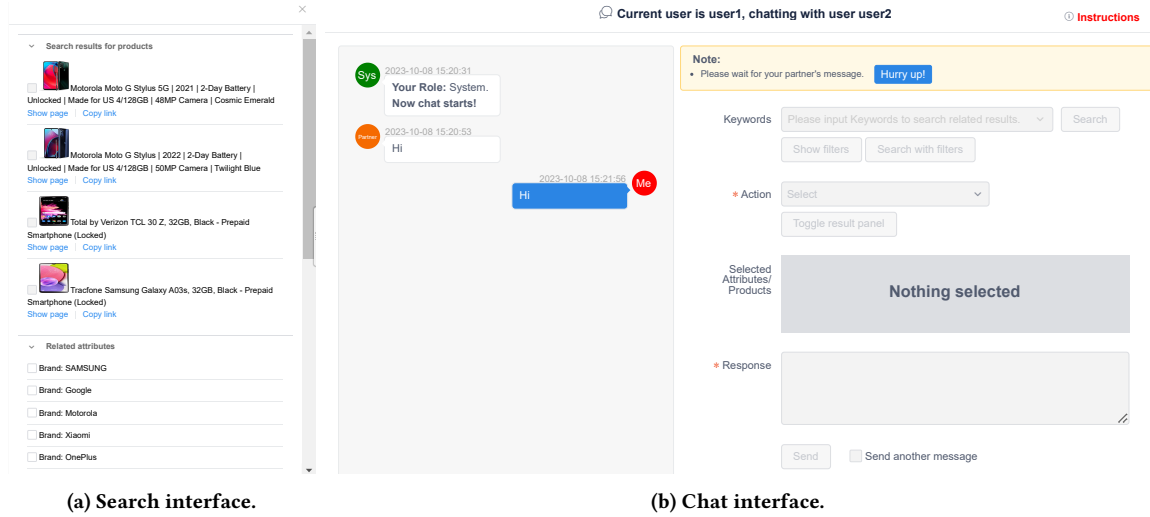 ×
Search results for products
Motorola Moto G Stylus 5G | 2021 | 2-Day Battery |
Unlocked | Made for US 4/128GB | 48MP Camera | Cosmic Emerald
Show page | Copy link
Motorola Moto G Stylus | 2022 | 2-Day Battery |
Unlocked | Made for US 4/128GB | 50MP Camera | Twilight Blue
Show page | Copy link
Total by Verizon TCL 30 Z, 32GB, Black - Prepaid
Smartphone (Locked)
Show page | Copy link
Tracfone Samsung Galaxy A03s, 32GB, Black - Prepaid
Smartphone (Locked)
Show page | Copy link
Related attributes
Brand: SAMSUNG
Brand: Google
Brand: Motorola
Brand: Xiaomi
Brand: OnePlus
(a) Search interface.
Current user is user1, chatting with user user2
Instructions
Sys
2023-10-08 15:20:31
Your Role: System.
Now chat starts!
Partner
2023-10-08 15:20:53
Hi
2023-10-08 15:21:56
Me
Hi
Note:
• Please wait for your partner's message. Hurry up!
Keywords Please input Keywords to search related results. Search
Show filters Search with filters
* Action Select
Toggle result panel
Selected
Attributes/
Products
Nothing selected
* Response
Send Send another message
(b) Chat interface.